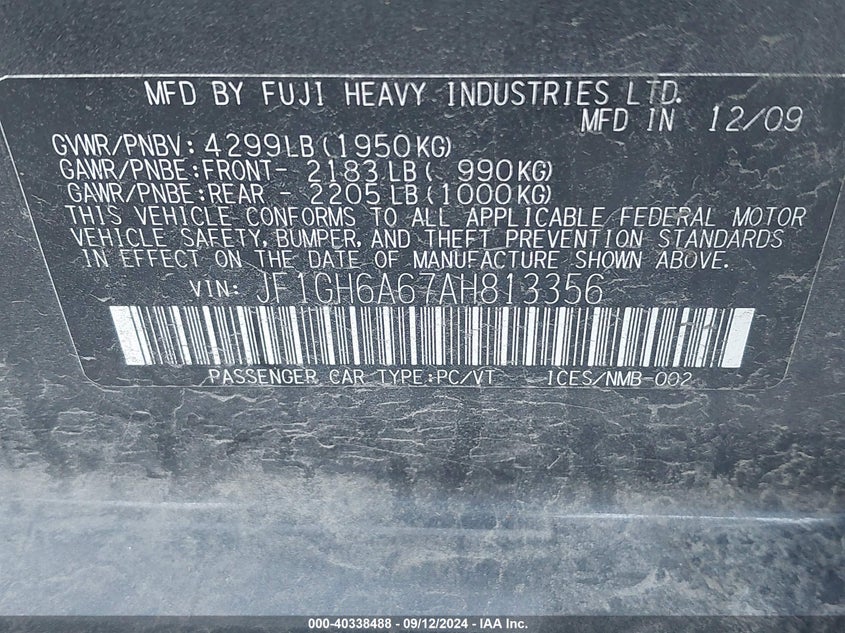 MFD BY FUJI HEAVY INDUSTRIES LTD.
MFD IN 12/09
GVWR/PNBV: 4299LB(1950KG)
GAWR/PNBE:FRONT- 2183LB( 990KG)
GAWR/PNBE:REAR - 2205LB(1000KG)
THIS VEHICLE CONFORMS TO ALL APPLICABLE FEDERAL MOTOR
VEHICLE SAFETY, BUMPER, AND THEFT PREVENTION STANDARDS
IN EFFECT ON THE DATE OF MANUFACTURE SHOWN ABOVE.
VIN: JF1GH6A67AH813356
PASSENGER CAR TYPE:PC/VT ICES/NMB-002
000-40338488 - 09/12/2024 - IAA Inc.